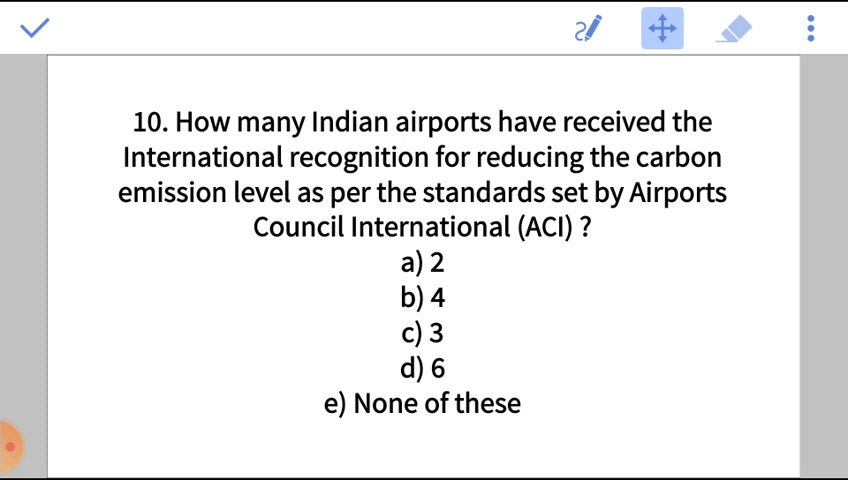 10. How many Indian airports have received the
International recognition for reducing the carbon
emission level as per the standards set by Airports
Council International (ACI) ?
a) 2
b) 4
c) 3
d) 6
e) None of these